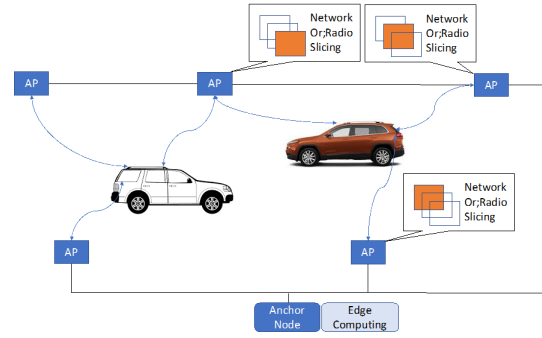 Network
Or;Radio
Slicing
Network
Or;Radio
Slicing
AP
AP
AP
Network
Or;Radio
Slicing
AP
AP
Anchor
Node
Edge
Computing